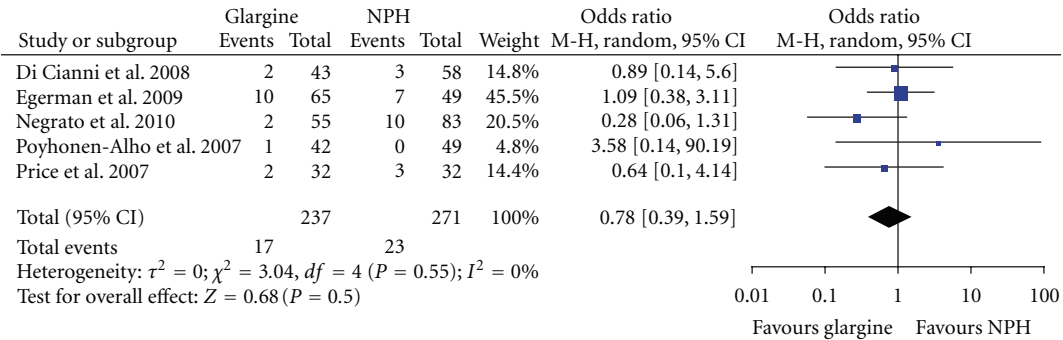 Glargine NPH Odds ratio Odds ratio
Study or subgroup Events Total Events Total Weight M-H, random, 95% CI M-H, random, 95% CI
Di Cianni et al. 2008 2 43 3 58 14.8% 0.89 [0.14, 5.6]
Egerman et al. 2009 10 65 7 49 45.5% 1.09 [0.38, 3.11]
Negrato et al. 2010 2 55 10 83 20.5% 0.28 [0.06, 1.31]
Poyhonen-Alho et al. 2007 1 42 0 49 4.8% 3.58 [0.14, 90.19]
Price et al. 2007 2 32 3 32 14.4% 0.64 [0.1, 4.14]
Total (95% CI) 237 271 100% 0.78 [0.39, 1.59]
Total events 17 23
Heterogeneity: τ² = 0; χ² = 3.04, df = 4 (P = 0.55); I² = 0%
Test for overall effect: Z = 0.68 (P = 0.5)
0.01 0.1 1 10 100
Favours glargine Favours NPH